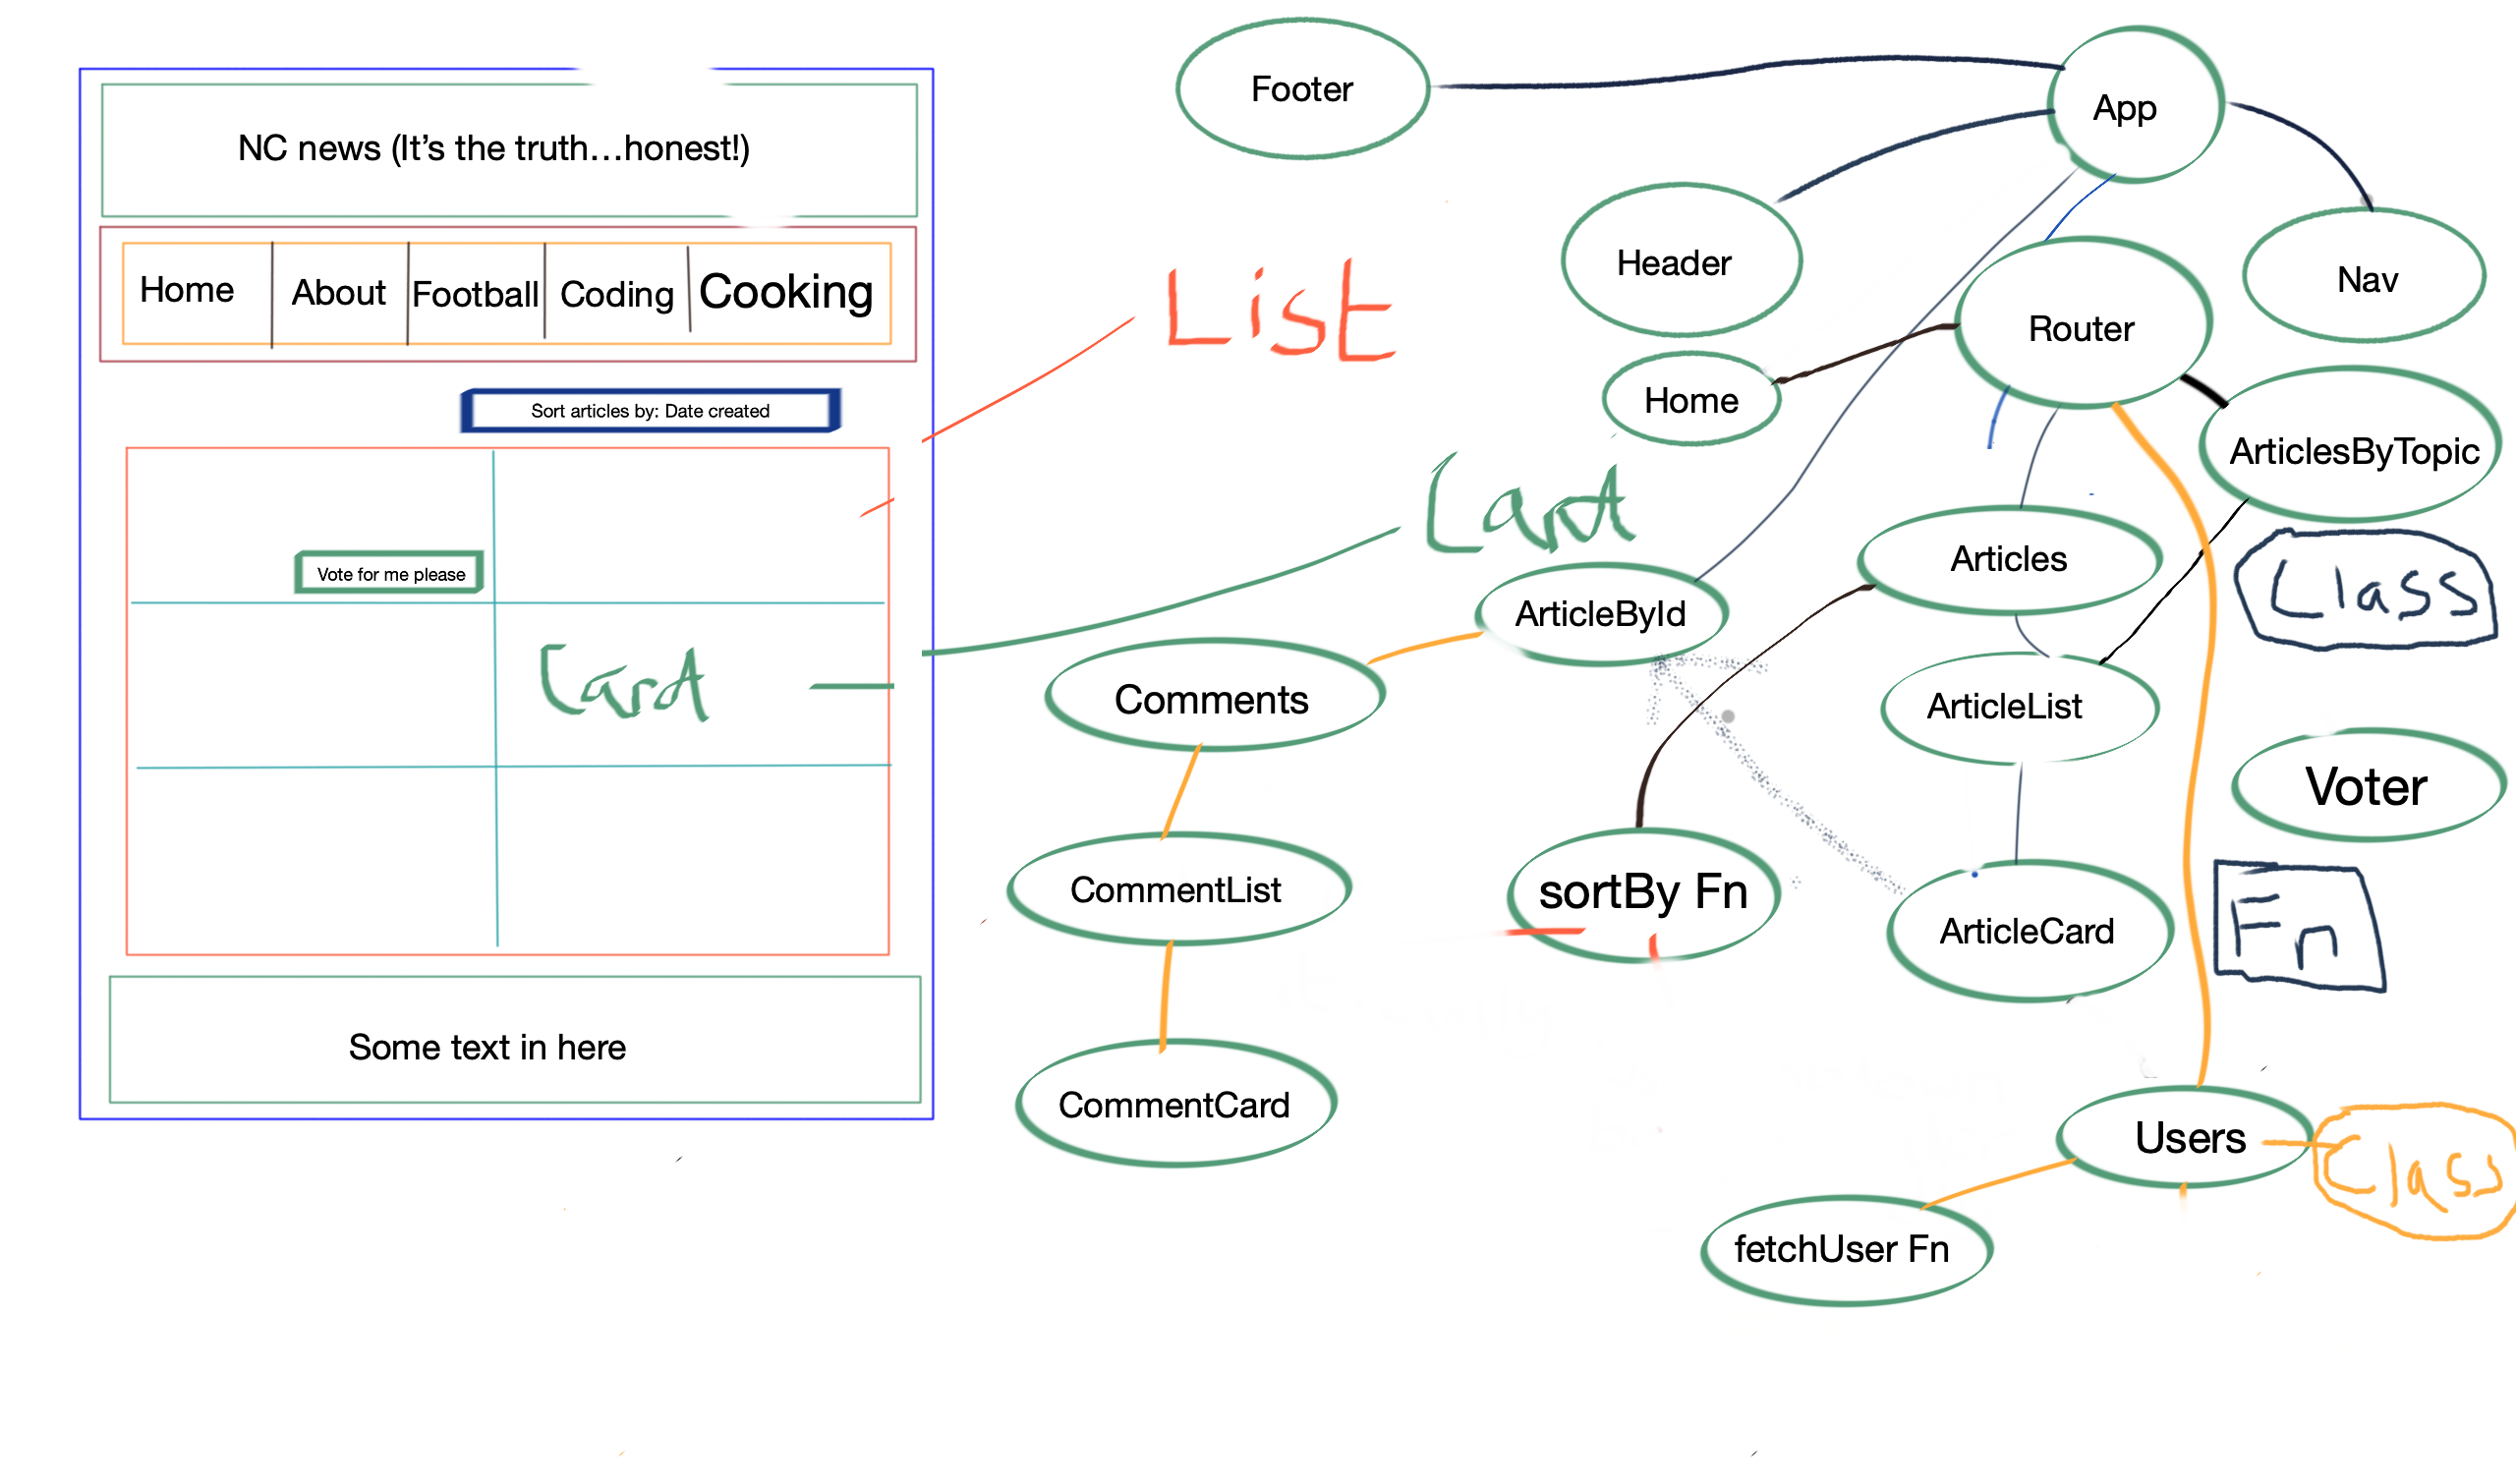 NC news (It's the truth...honest!)
Home About Football Coding Cooking
Sort articles by: Date created
Vote for me please
Card
Some text in here
List
Card
Footer
App
Header
Nav
Router
Home
ArticlesByTopic
Articles
Class
ArticleById
Comments
ArticleList
Voter
CommentList
sortBy Fn
ArticleCard
Fn
CommentCard
Users
Class
fetchUser Fn